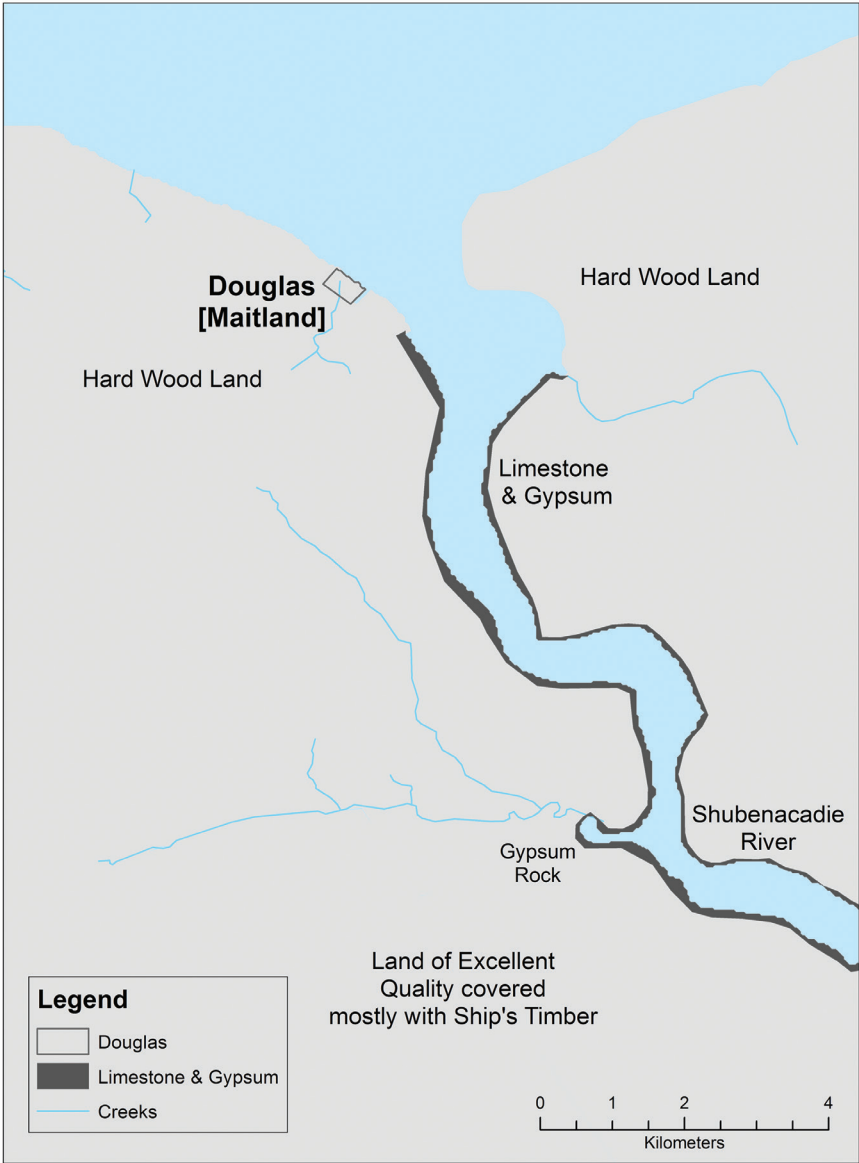 Hard Wood Land
Douglas
[Maitland]
Hard Wood Land
Limestone
& Gypsum
Shubenacadie
River
Gypsum
Rock
Land of Excellent
Quality covered
mostly with Ship's Timber
Legend
Douglas
Limestone & Gypsum
Creeks
0 1 2 4
Kilometers